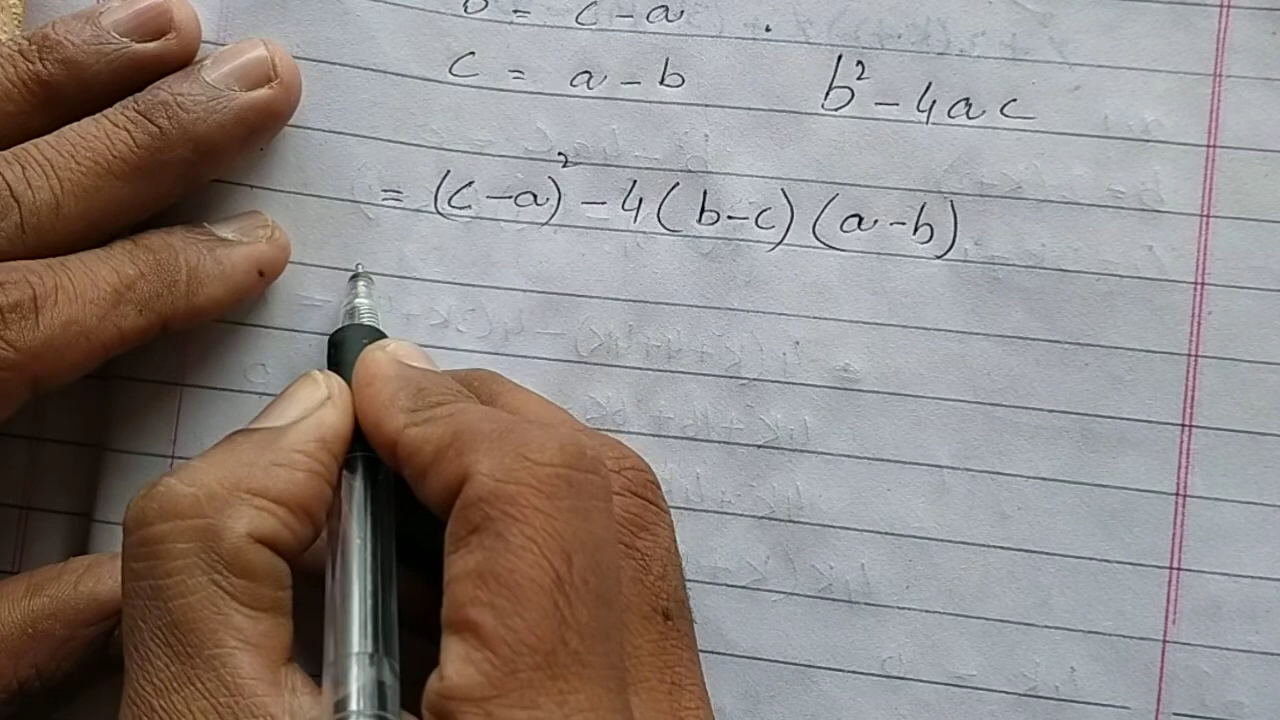 b = c - a
c = a - b b² - 4ac
= (c - a)² - 4(b - c)(a - b)